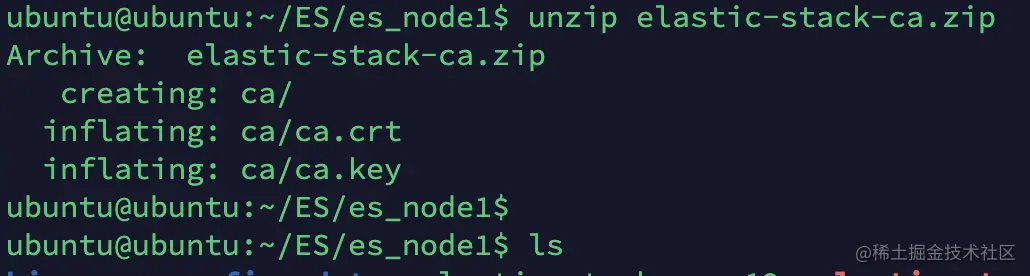 ubuntu@ubuntu:~/ES/es_node1$ unzip elastic-stack-ca.zip
Archive:  elastic-stack-ca.zip
   creating: ca/
  inflating: ca/ca.crt
  inflating: ca/ca.key
ubuntu@ubuntu:~/ES/es_node1$
ubuntu@ubuntu:~/ES/es_node1$ ls
@稀土掘金技术社区